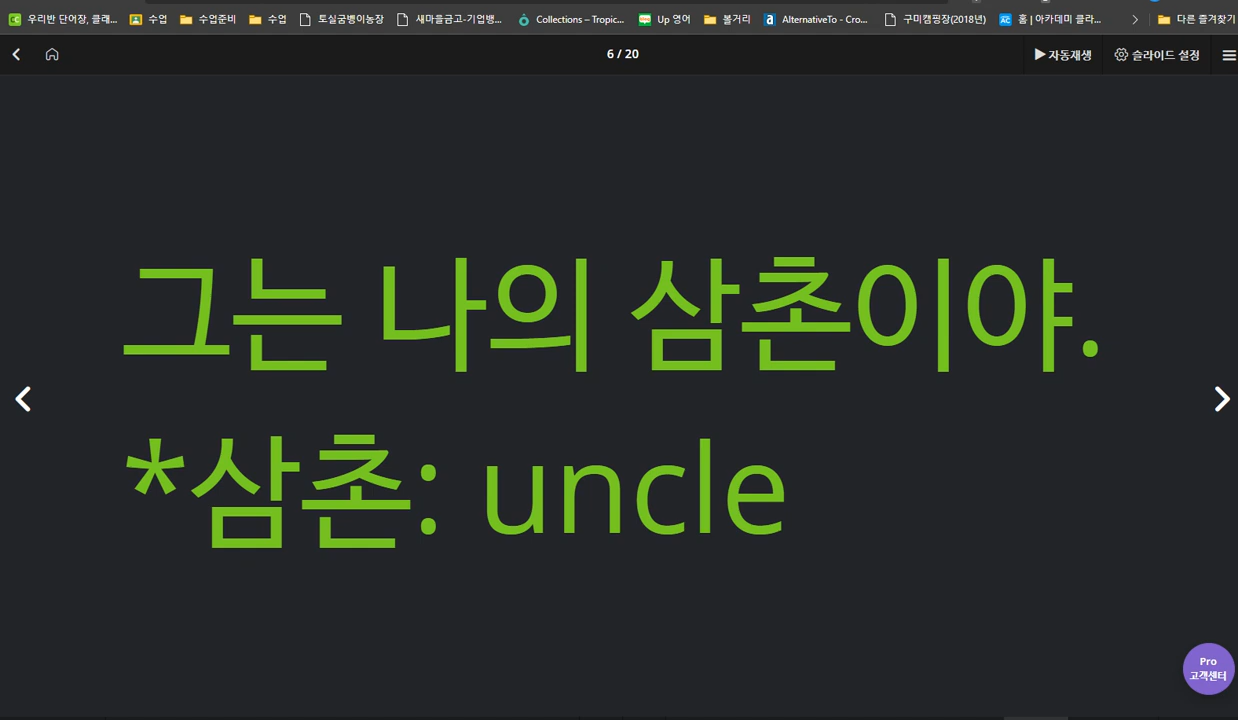 우리반 단어장, 클래... 수업 수업준비 수업 토실굼벵이농장 새마을금고-기업뱅... Collections – Tropic... Up 영어 볼거리 AlternativeTo - Cro... 구미캠핑장(2018년) 홈 | 아카데미 클라... 다른 즐겨찾기
6 / 20 자동재생 슬라이드 설정
그는 나의 삼촌이야.
*삼촌: uncle
Pro
고객센터